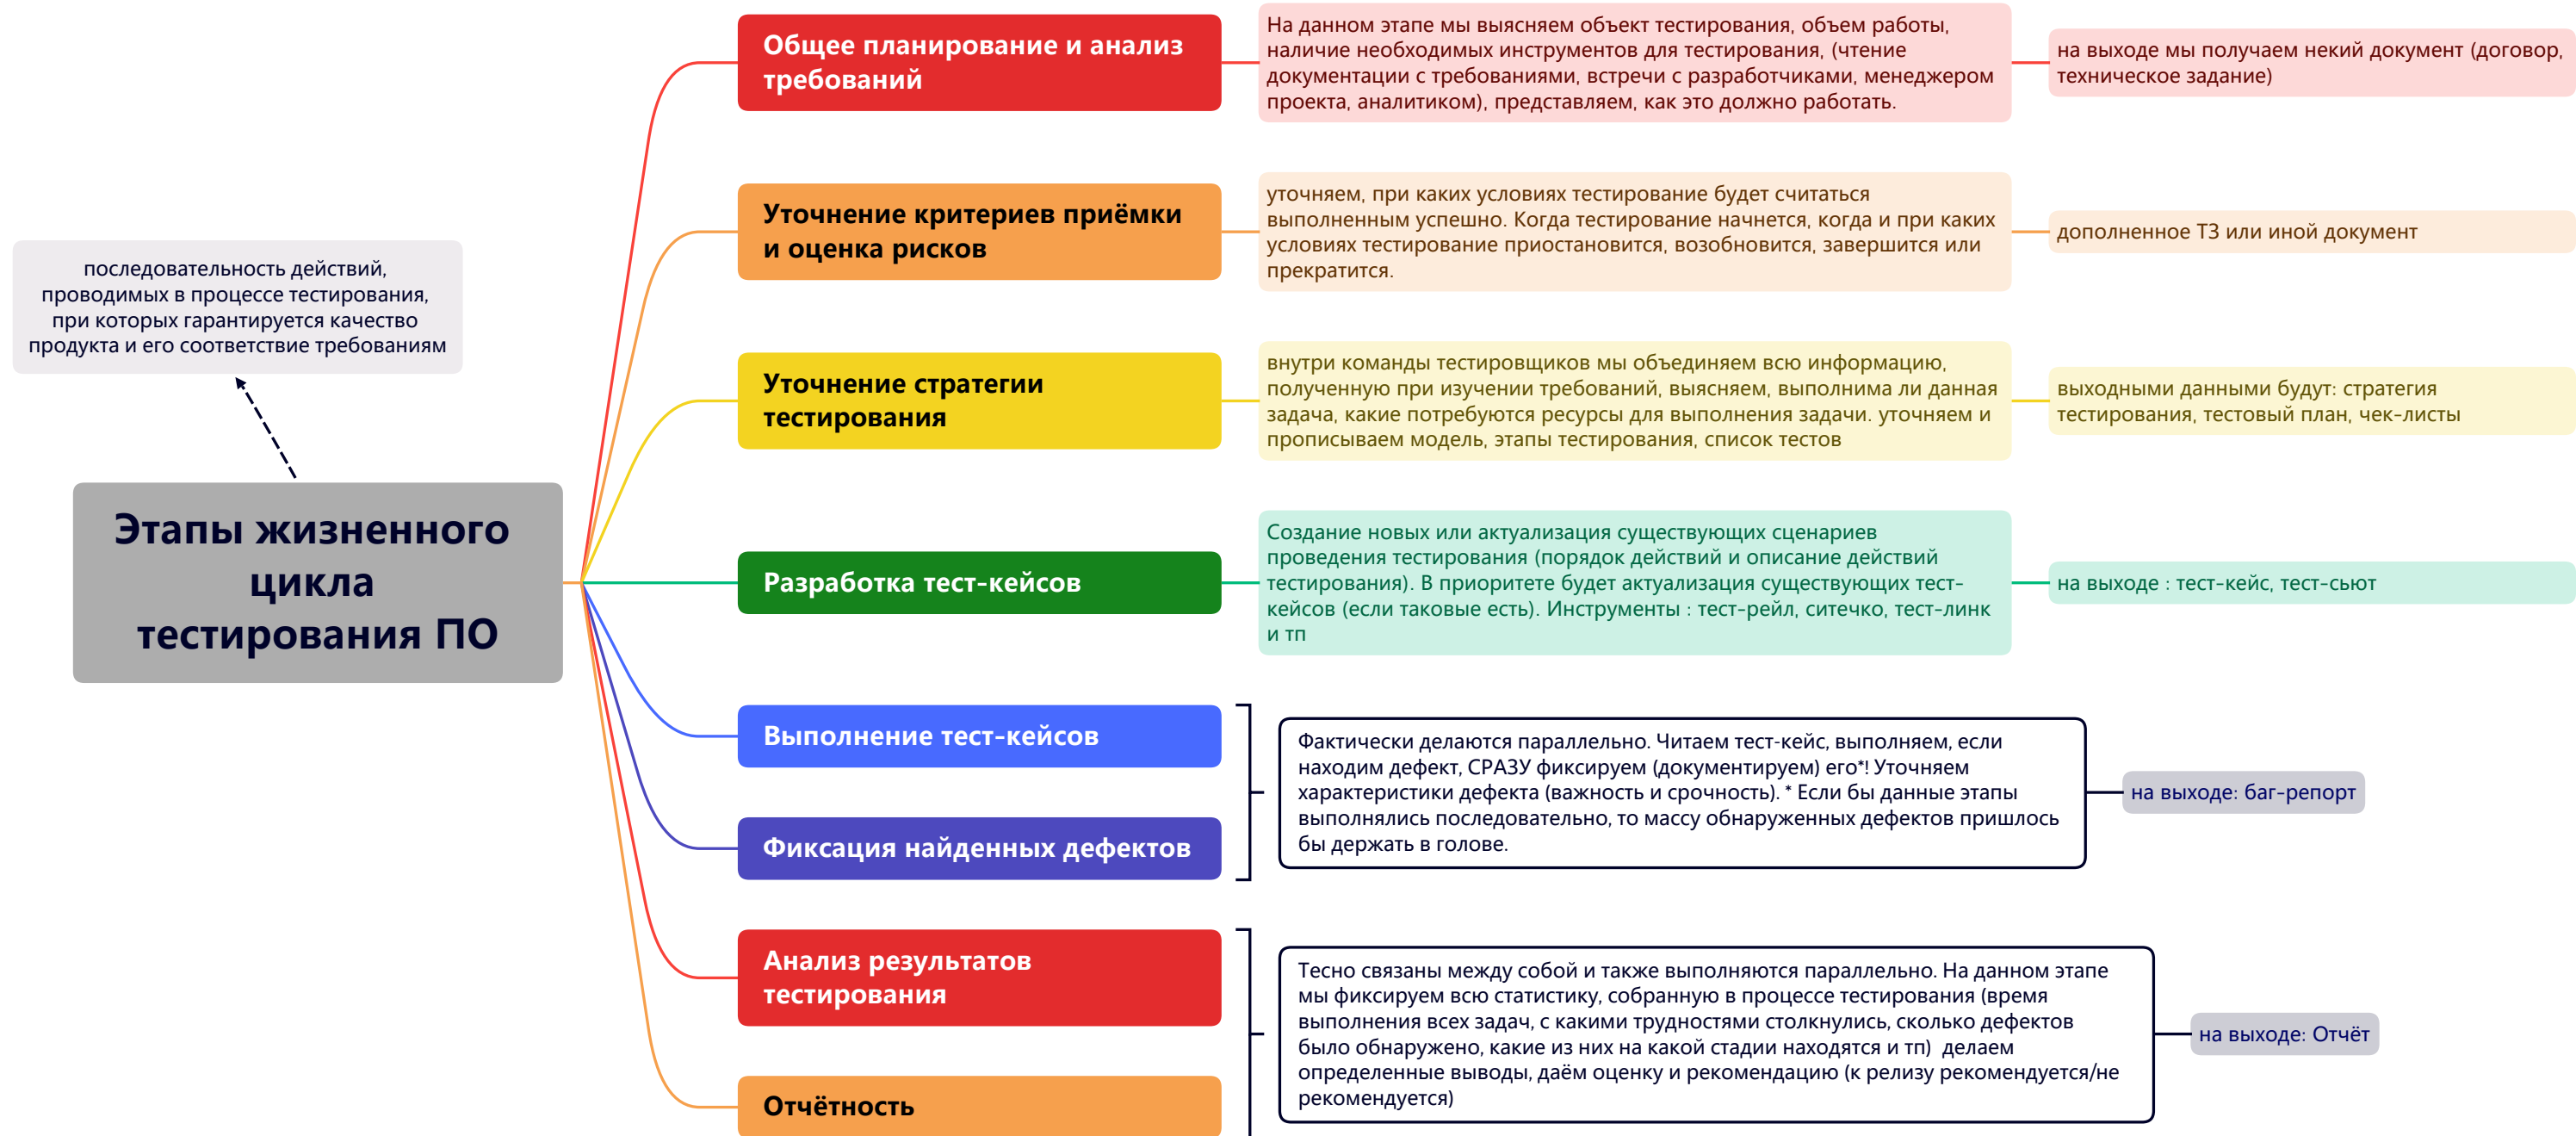 Общее планирование и анализ
требований
На данном этапе мы выясняем объект тестирования, объем работы,
наличие необходимых инструментов для тестирования, (чтение
документации с требованиями, встречи с разработчиками, менеджером
проекта, аналитиком), представляем, как это должно работать.
на выходе мы получаем некий документ (договор,
техническое задание)
Уточнение критериев приёмки
и оценка рисков
уточняем, при каких условиях тестирование будет считаться
выполненным успешно. Когда тестирование начнется, когда и при каких
условиях тестирование приостановится, возобновится, завершится или
прекратится.
дополненное ТЗ или иной документ
последовательность действий,
проводимых в процессе тестирования,
при которых гарантируется качество
продукта и его соответствие требованиям
Уточнение стратегии
тестирования
внутри команды тестировщиков мы объединяем всю информацию,
полученную при изучении требований, выясняем, выполнима ли данная
задача, какие потребуются ресурсы для выполнения задачи. уточняем и
прописываем модель, этапы тестирования, список тестов
выходными данными будут: стратегия
тестирования, тестовый план, чек-листы
Этапы жизненного
цикла
тестирования ПО
Разработка тест-кейсов
Создание новых или актуализация существующих сценариев
проведения тестирования (порядок действий и описание действий
тестирования). В приоритете будет актуализация существующих тест-
кейсов (если таковые есть). Инструменты : тест-рейл, ситечко, тест-линк
и тп
на выходе : тест-кейс, тест-сьют
Выполнение тест-кейсов
Фиксация найденных дефектов
Фактически делаются параллельно. Читаем тест-кейс, выполняем, если
находим дефект, СРАЗУ фиксируем (документируем) его*! Уточняем
характеристики дефекта (важность и срочность). * Если бы данные этапы
выполнялись последовательно, то массу обнаруженных дефектов пришлось
бы держать в голове.
на выходе: баг-репорт
Анализ результатов
тестирования
Отчётность
Тесно связаны между собой и также выполняются параллельно. На данном этапе
мы фиксируем всю статистику, собранную в процессе тестирования (время
выполнения всех задач, с какими трудностями столкнулись, сколько дефектов
было обнаружено, какие из них на какой стадии находятся и тп) делаем
определенные выводы, даём оценку и рекомендацию (к релизу рекомендуется/не
рекомендуется)
на выходе: Отчёт